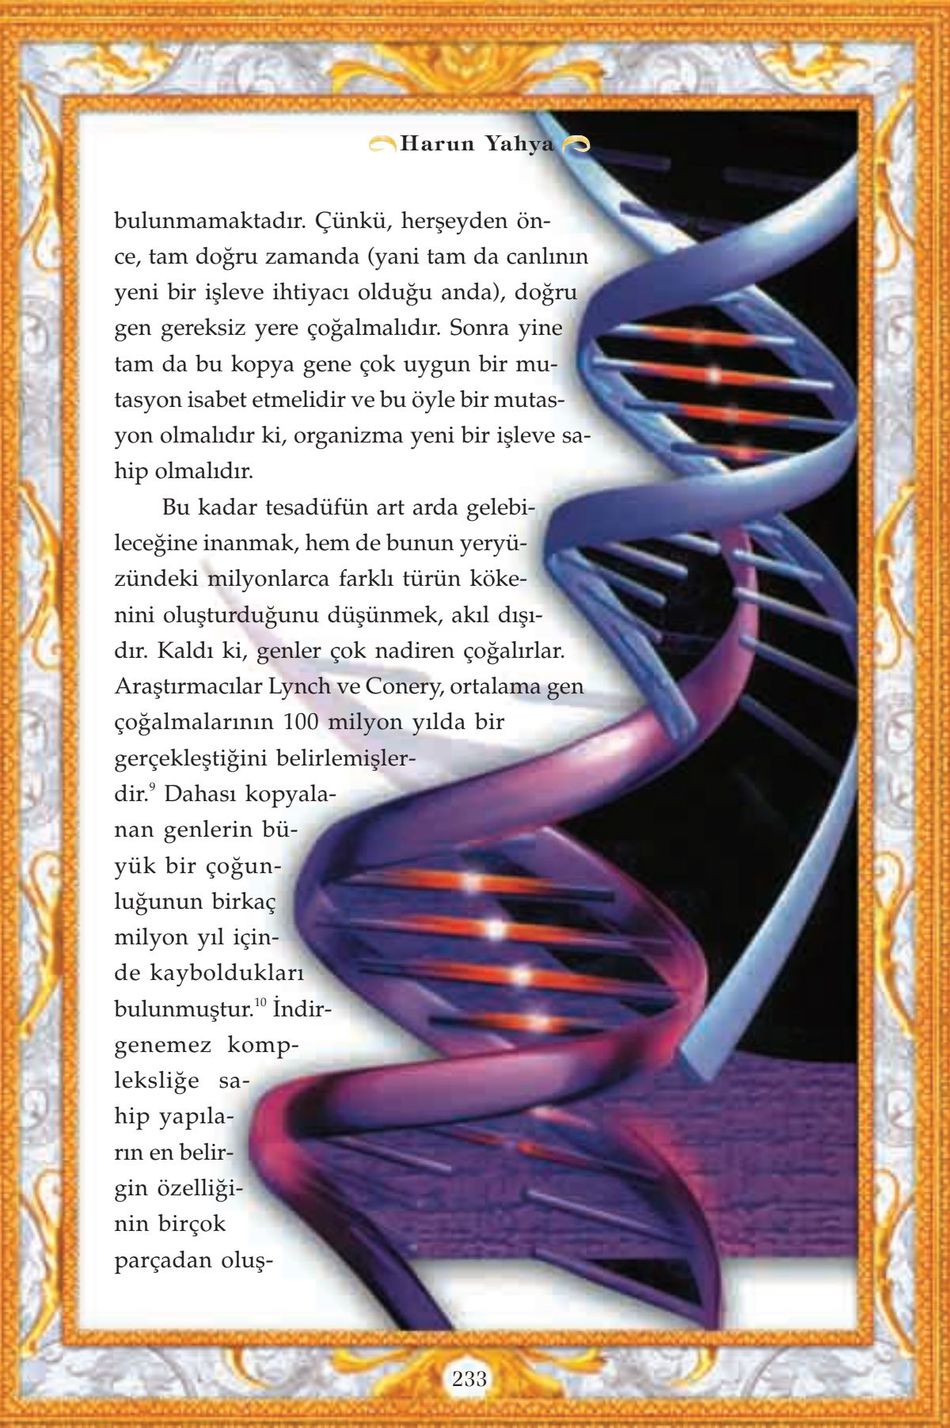 Harun Yahya
bulunmamaktadır. Çünkü, herşeyden ön-
ce, tam doğru zamanda (yani tam da canlının
yeni bir işleve ihtiyacı olduğu anda), doğru
gen gereksiz yere çoğalmalıdır. Sonra yine
tam da bu kopya gene çok uygun bir mu-
tasyon isabet etmelidir ve bu öyle bir mutas-
yon olmalıdır ki, organizma yeni bir işleve sa-
hip olmalıdır.
Bu kadar tesadüfün art arda gelebi-
leceğine inanmak, hem de bunun yeryü-
zündeki milyonlarca farklı türün köke-
nini oluşturduğunu düşünmek, akıl dışı-
dır. Kaldı ki, genler çok nadiren çoğalırlar.
Araştırmacılar Lynch ve Conery, ortalama gen
çoğalmalarının 100 milyon yılda bir
gerçekleştiğini belirlemişler-
dir.⁹ Dahası kopyala-
nan genlerin bü-
yük bir çoğun-
luğunun birkaç
milyon yıl için-
de kayboldukları
bulunmuştur.¹⁰ İndir-
genemez komp-
leksliğe sa-
hip yapıla-
rın en belir-
gin özelliği-
nin birçok
parçadan oluş-
233